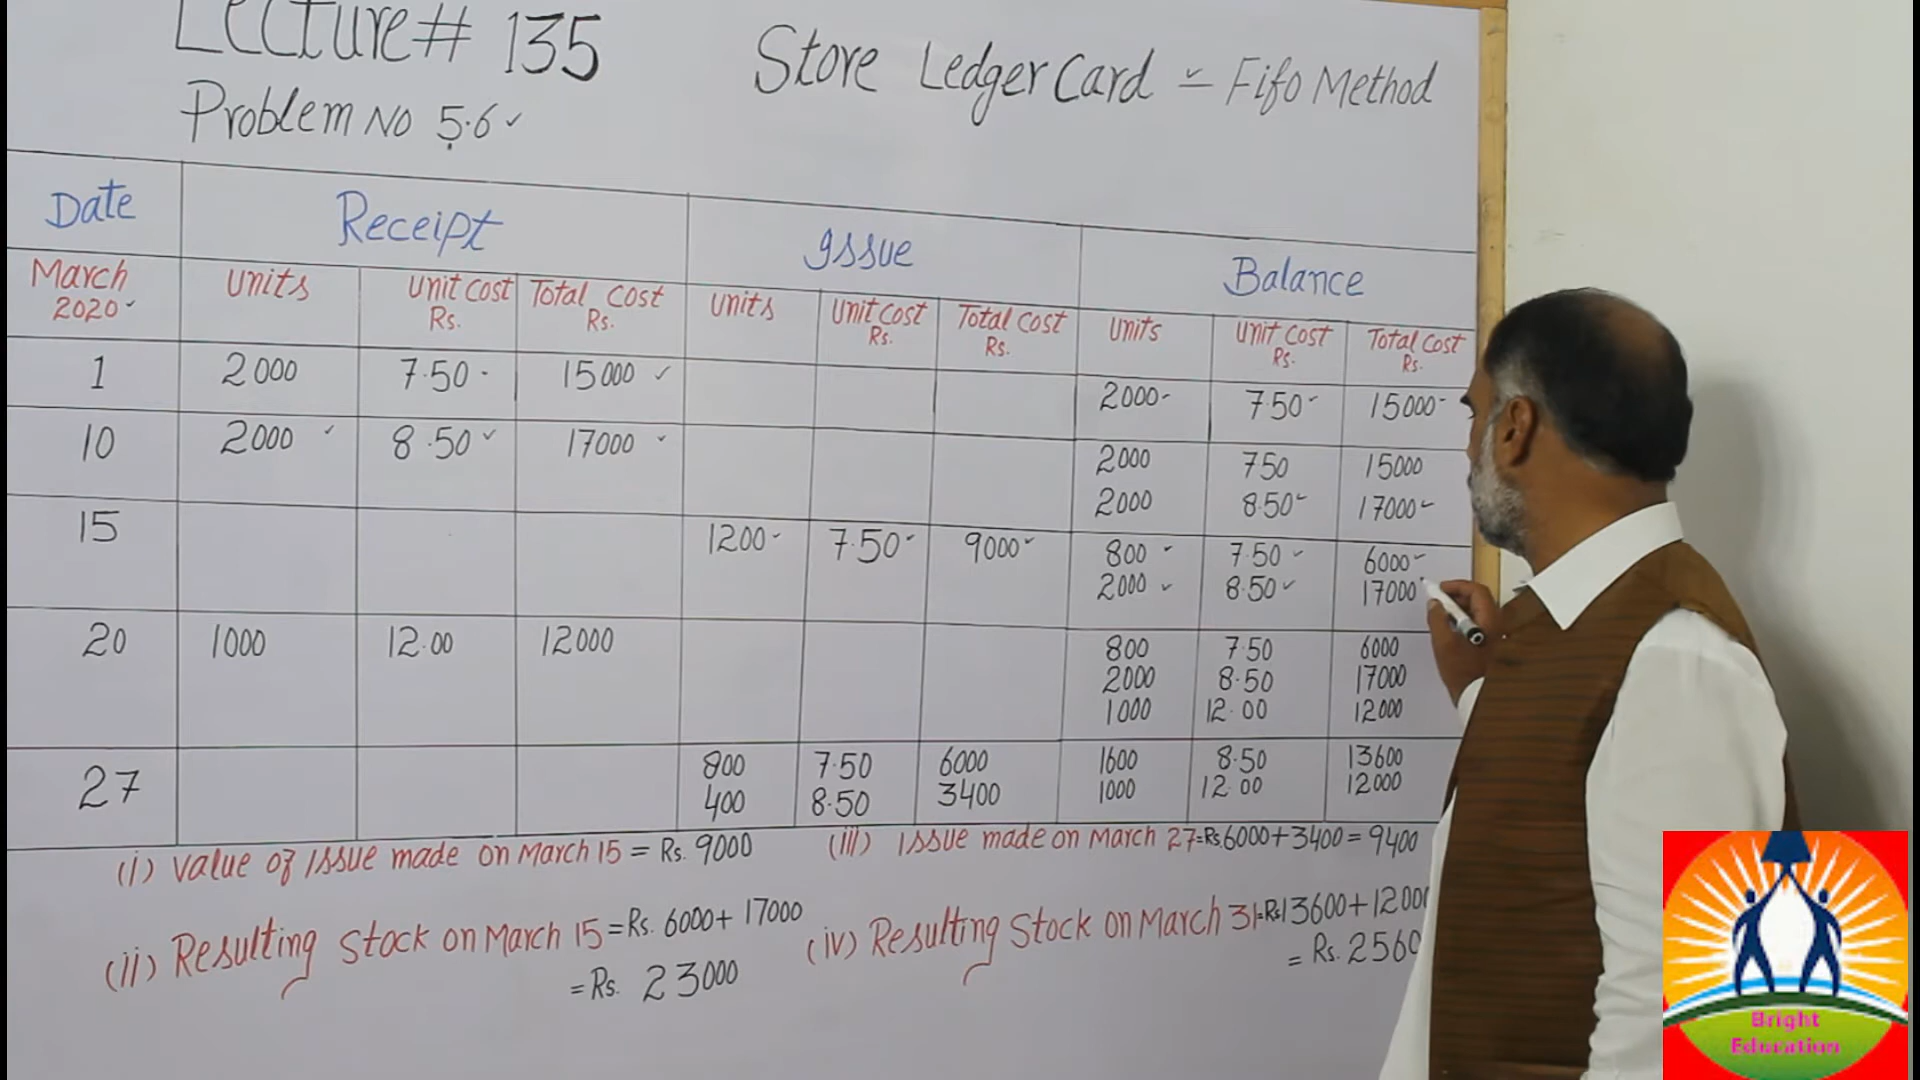 Lecture# 135
Store Ledger Card – Fifo Method
Problem No 5.6
Date Receipt Issue Balance
March 2020 Units Unit Cost Rs. Total Cost Rs. Units Unit Cost Rs. Total Cost Rs. Units Unit Cost Rs. Total Cost Rs.
1 2000 7.50 15000 2000 7.50 15000
10 2000 8.50 17000 2000 750 15000
2000 8.50 17000
15 1200 7.50 9000 800 7.50 6000
2000 8.50 17000
20 1000 12.00 12000 800 7.50 6000
2000 8.50 17000
1000 12.00 12000
27 800 7.50 6000 1600 8.50 13600
400 8.50 3400 1000 12.00 12000
(i) Value of Issue made on March 15 = Rs. 9000
(iii) Issue made on March 27=Rs.6000+3400=9400
(ii) Resulting Stock on March 15=Rs. 6000+17000
=Rs. 23000
(iv) Resulting Stock on March 31=Rs13600+1200
= Rs. 2560
Bright
Education